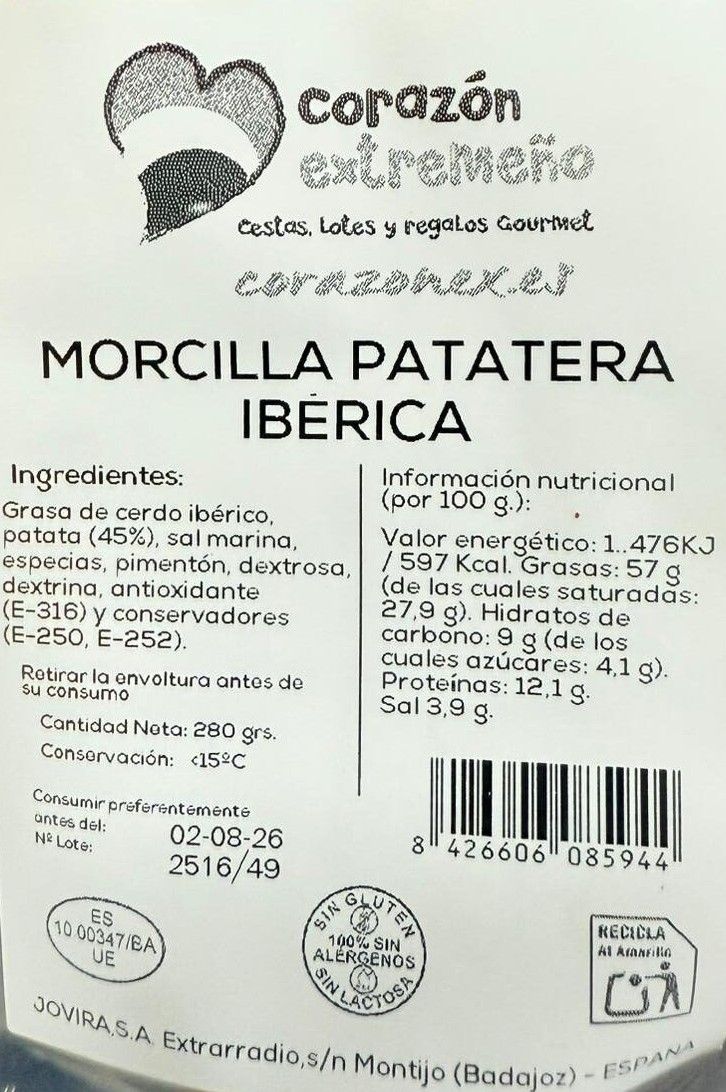 corazón
extremeño
cestas, lotes y regalos Gourmet
corazonex.es
MORCILLA PATATERA
IBÉRICA
Ingredientes:
Grasa de cerdo ibérico,
patata (45%), sal marina,
especias, pimentón, dextrosa,
dextrina, antioxidante
(E-316) y conservadores
(E-250, E-252).
Retirar la envoltura antes de
su consumo
Cantidad Neta: 280 grs.
Conservación: <15ºC
Consumir preferentemente
antes del: 02-08-26
Nº Lote: 2516/49
Información nutricional
(por 100 g.):
Valor energético: 1..476KJ
/ 597 Kcal. Grasas: 57 g
(de las cuales saturadas:
27,9 g). Hidratos de
carbono: 9 g (de los
cuales azúcares: 4,1 g).
Proteínas: 12,1 g.
Sal 3,9 g.
8 426606 085944
ES
10 00347/BA
UE
SIN GLUTEN
100% SIN
ALÉRGENOS
SIN LACTOSA
RECICLA
Al Amarillo
JOVIRA,S.A. Extrarradio,s/n Montijo (Badajoz) - ESPAÑA